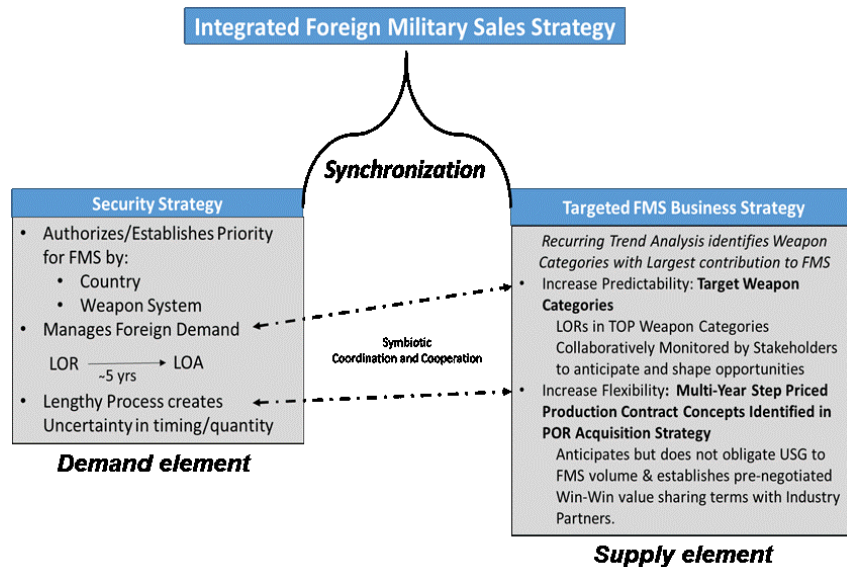 Integrated Foreign Military Sales Strategy
Synchronization
Security Strategy
• Authorizes/Establishes Priority
for FMS by:
• Country
• Weapon System
• Manages Foreign Demand
LOR LOA
~5 yrs
• Lengthy Process creates
Uncertainty in timing/quantity
Demand element
Symbiotic
Coordination and Cooperation
Targeted FMS Business Strategy
Recurring Trend Analysis identifies Weapon
Categories with Largest contribution to FMS
• Increase Predictability: Target Weapon
Categories
LORs in TOP Weapon Categories
Collaboratively Monitored by Stakeholders
to anticipate and shape opportunities
• Increase Flexibility: Multi-Year Step Priced
Production Contract Concepts Identified in
POR Acquisition Strategy
Anticipates but does not obligate USG to
FMS volume & establishes pre-negotiated
Win-Win value sharing terms with Industry
Partners.
Supply element